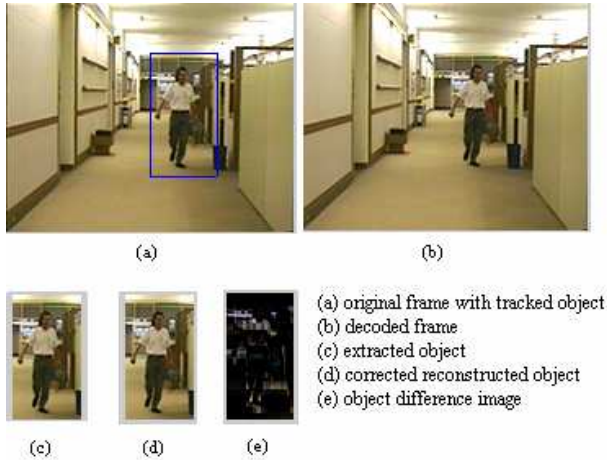 (a)
(b)
(a) original frame with tracked object
(b) decoded frame
(c) extracted object
(d) corrected reconstructed object
(e) object difference image
(c)
(d)
(e)